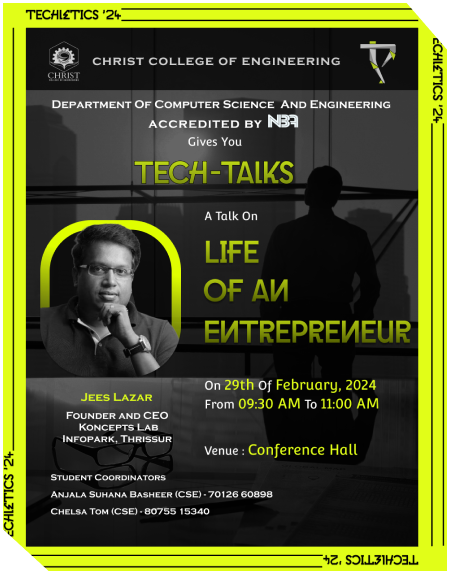 TECHLETICS '24
CHRIST COLLEGE OF ENGINEERING
CHRIST
TECHLETICS '24
DEPARTMENT OF COMPUTER SCIENCE AND ENGINEERING
ACCREDITED BY NBA
Gives You
TECH-TALKS
A Talk On
LIFE
OF AN
ENTREPRENEUR
On 29th Of February, 2024
From 09:30 AM To 11:00 AM
JEES LAZAR
FOUNDER AND CEO
KONCEPTS LAB
INFOPARK, THRISSUR
Venue : Conference Hall
STUDENT COORDINATORS
ANJALA SUHANA BASHEER (CSE) - 70126 60898
CHELSA TOM (CSE) - 80755 15340
TECHLETICS '24
TECHLETICS '24